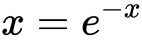 x = e^{-x}